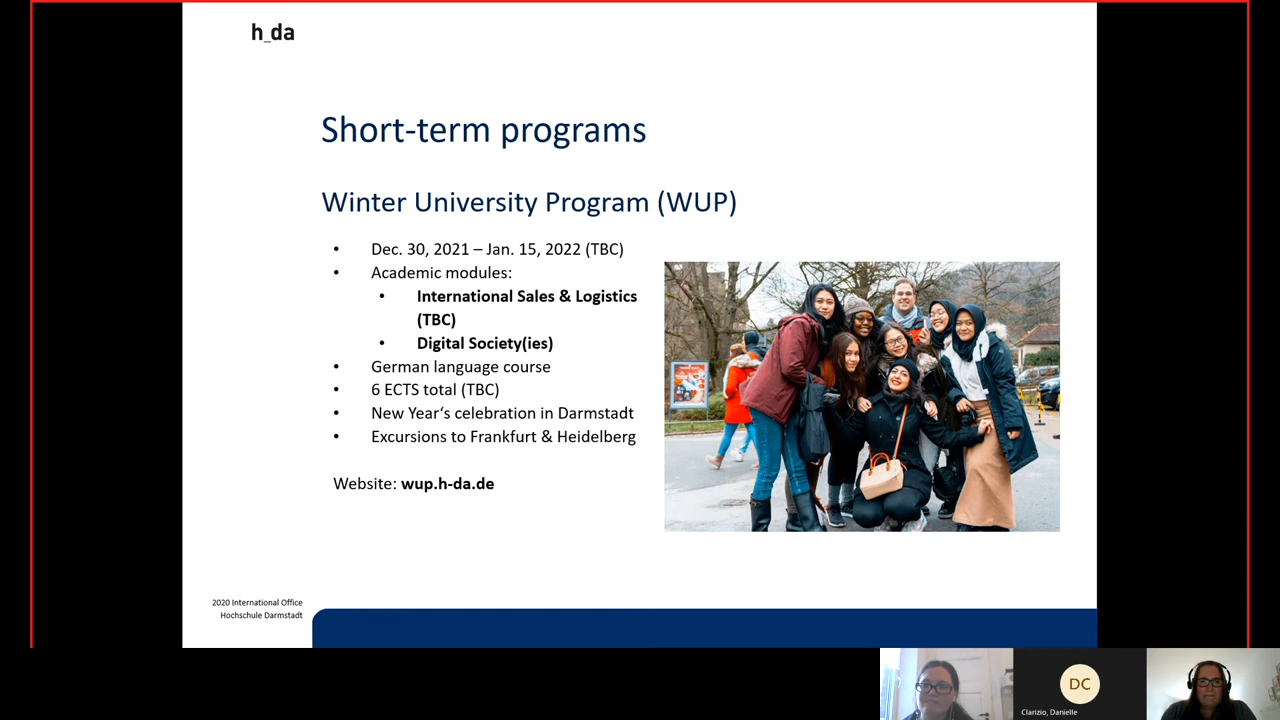 h_da
Short-term programs
Winter University Program (WUP)
• Dec. 30, 2021 – Jan. 15, 2022 (TBC)
• Academic modules:
• International Sales & Logistics
(TBC)
• Digital Society(ies)
• German language course
• 6 ECTS total (TBC)
• New Year‘s celebration in Darmstadt
• Excursions to Frankfurt & Heidelberg
Website: wup.h-da.de
2020 International Office
Hochschule Darmstadt
DC
Clarizio, Danielle